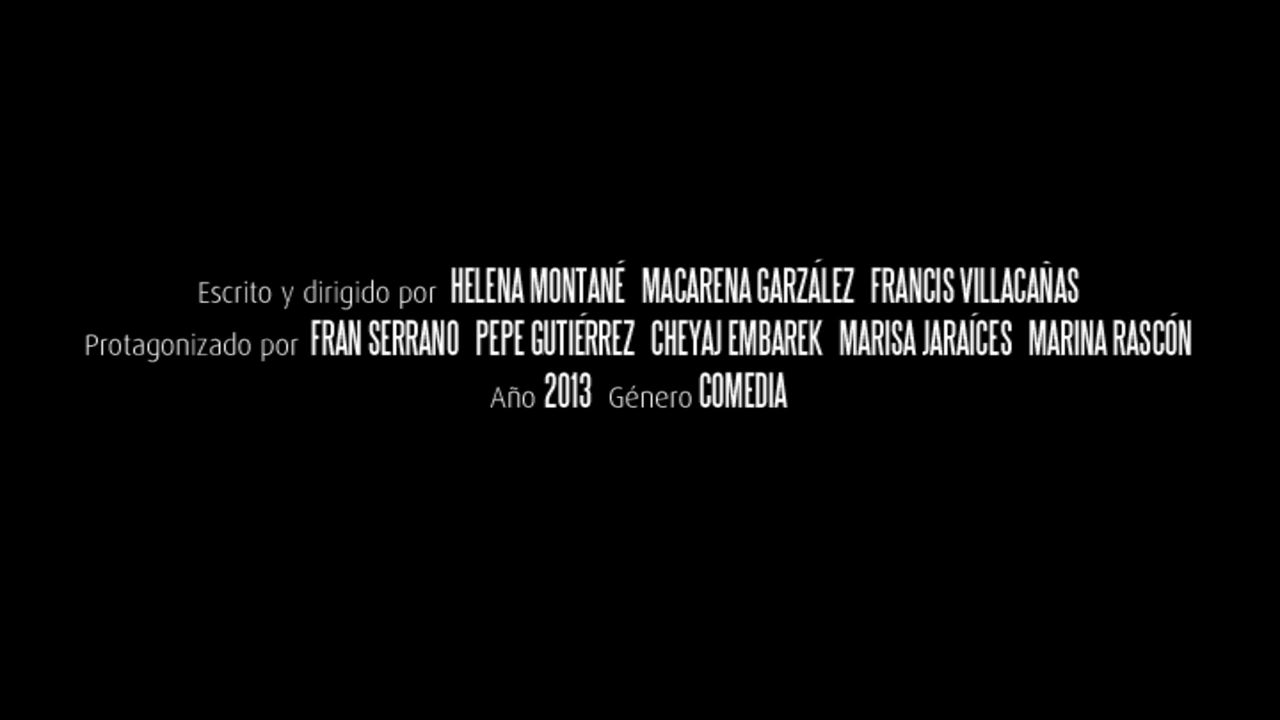 Escrito y dirigido por HELENA MONTANÉ MACARENA GARZÁLEZ FRANCIS VILLACAÑAS
Protagonizado por FRAN SERRANO PEPE GUTIÉRREZ CHEYAJ EMBAREK MARISA JARAÍCES MARINA RASCÓN
Año 2013 Género COMEDIA